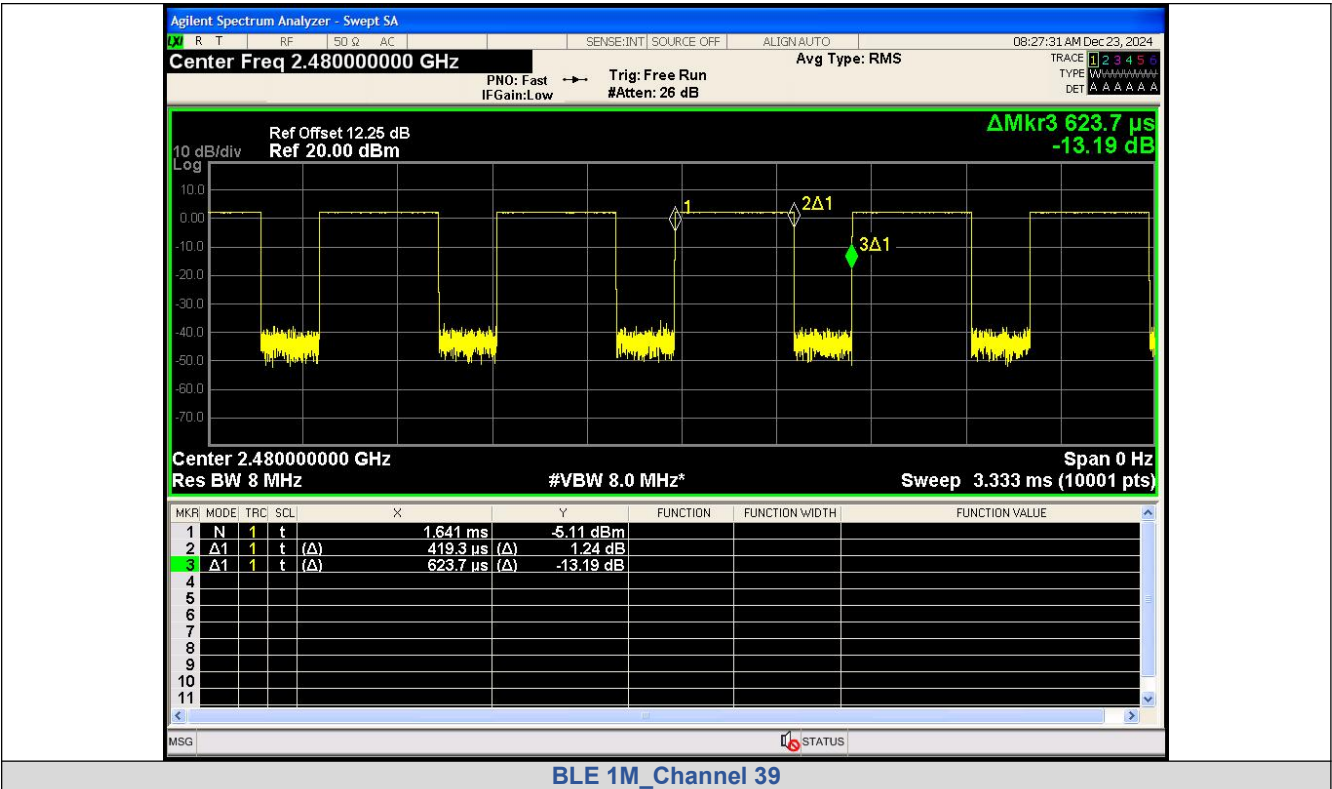 Agilent Spectrum Analyzer - Swept SA
LXI R T RF 50 Ω AC SENSE:INT SOURCE OFF ALIGN AUTO 08:27:31 AM Dec 23, 2024
Center Freq 2.480000000 GHz Avg Type: RMS TRACE 1 2 3 4 5 6
PNO: Fast Trig: Free Run TYPE W
IFGain:Low #Atten: 26 dB DET A A A A A A
ΔMkr3 623.7 µs
Ref Offset 12.25 dB
10 dB/div Ref 20.00 dBm -13.19 dB
Log
10.0
1 2Δ1
0.00
3Δ1
-10.0
-20.0
-30.0
-40.0
-50.0
-60.0
-70.0
Center 2.480000000 GHz Span 0 Hz
Res BW 8 MHz #VBW 8.0 MHz* Sweep 3.333 ms (10001 pts)
MKR MODE TRC SCL X Y FUNCTION FUNCTION WIDTH FUNCTION VALUE
1 N 1 t 1.641 ms -5.11 dBm
2 Δ1 1 t (Δ) 419.3 µs (Δ) 1.24 dB
3 Δ1 1 t (Δ) 623.7 µs (Δ) -13.19 dB
4
5
6
7
8
9
10
11
MSG STATUS
BLE 1M_Channel 39